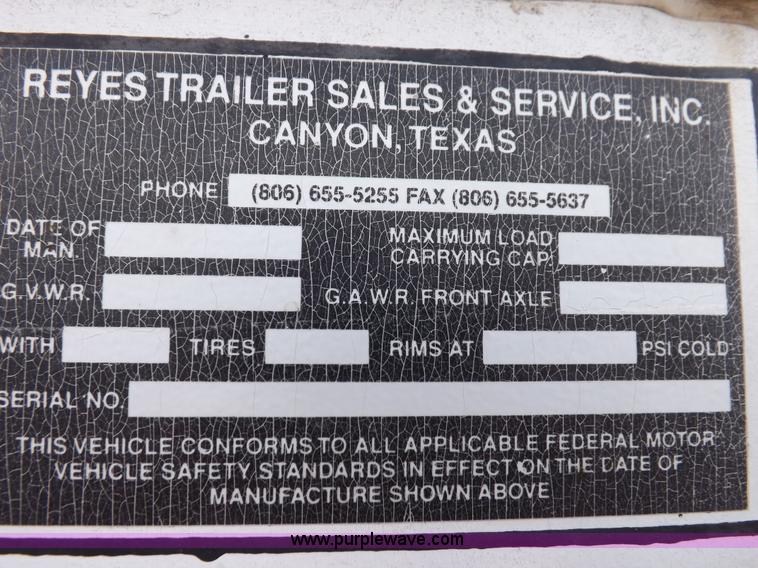 REYES TRAILER SALES & SERVICE, INC.
CANYON, TEXAS
PHONE (806) 655-5255 FAX (806) 655-5637
DATE OF MAN.
MAXIMUM LOAD CARRYING CAP.
G.V.W.R. G.A.W.R. FRONT AXLE
WITH TIRES RIMS AT PSI COLD
SERIAL NO.
THIS VEHICLE CONFORMS TO ALL APPLICABLE FEDERAL MOTOR
VEHICLE SAFETY STANDARDS IN EFFECT ON THE DATE OF
MANUFACTURE SHOWN ABOVE
www.purplewave.com